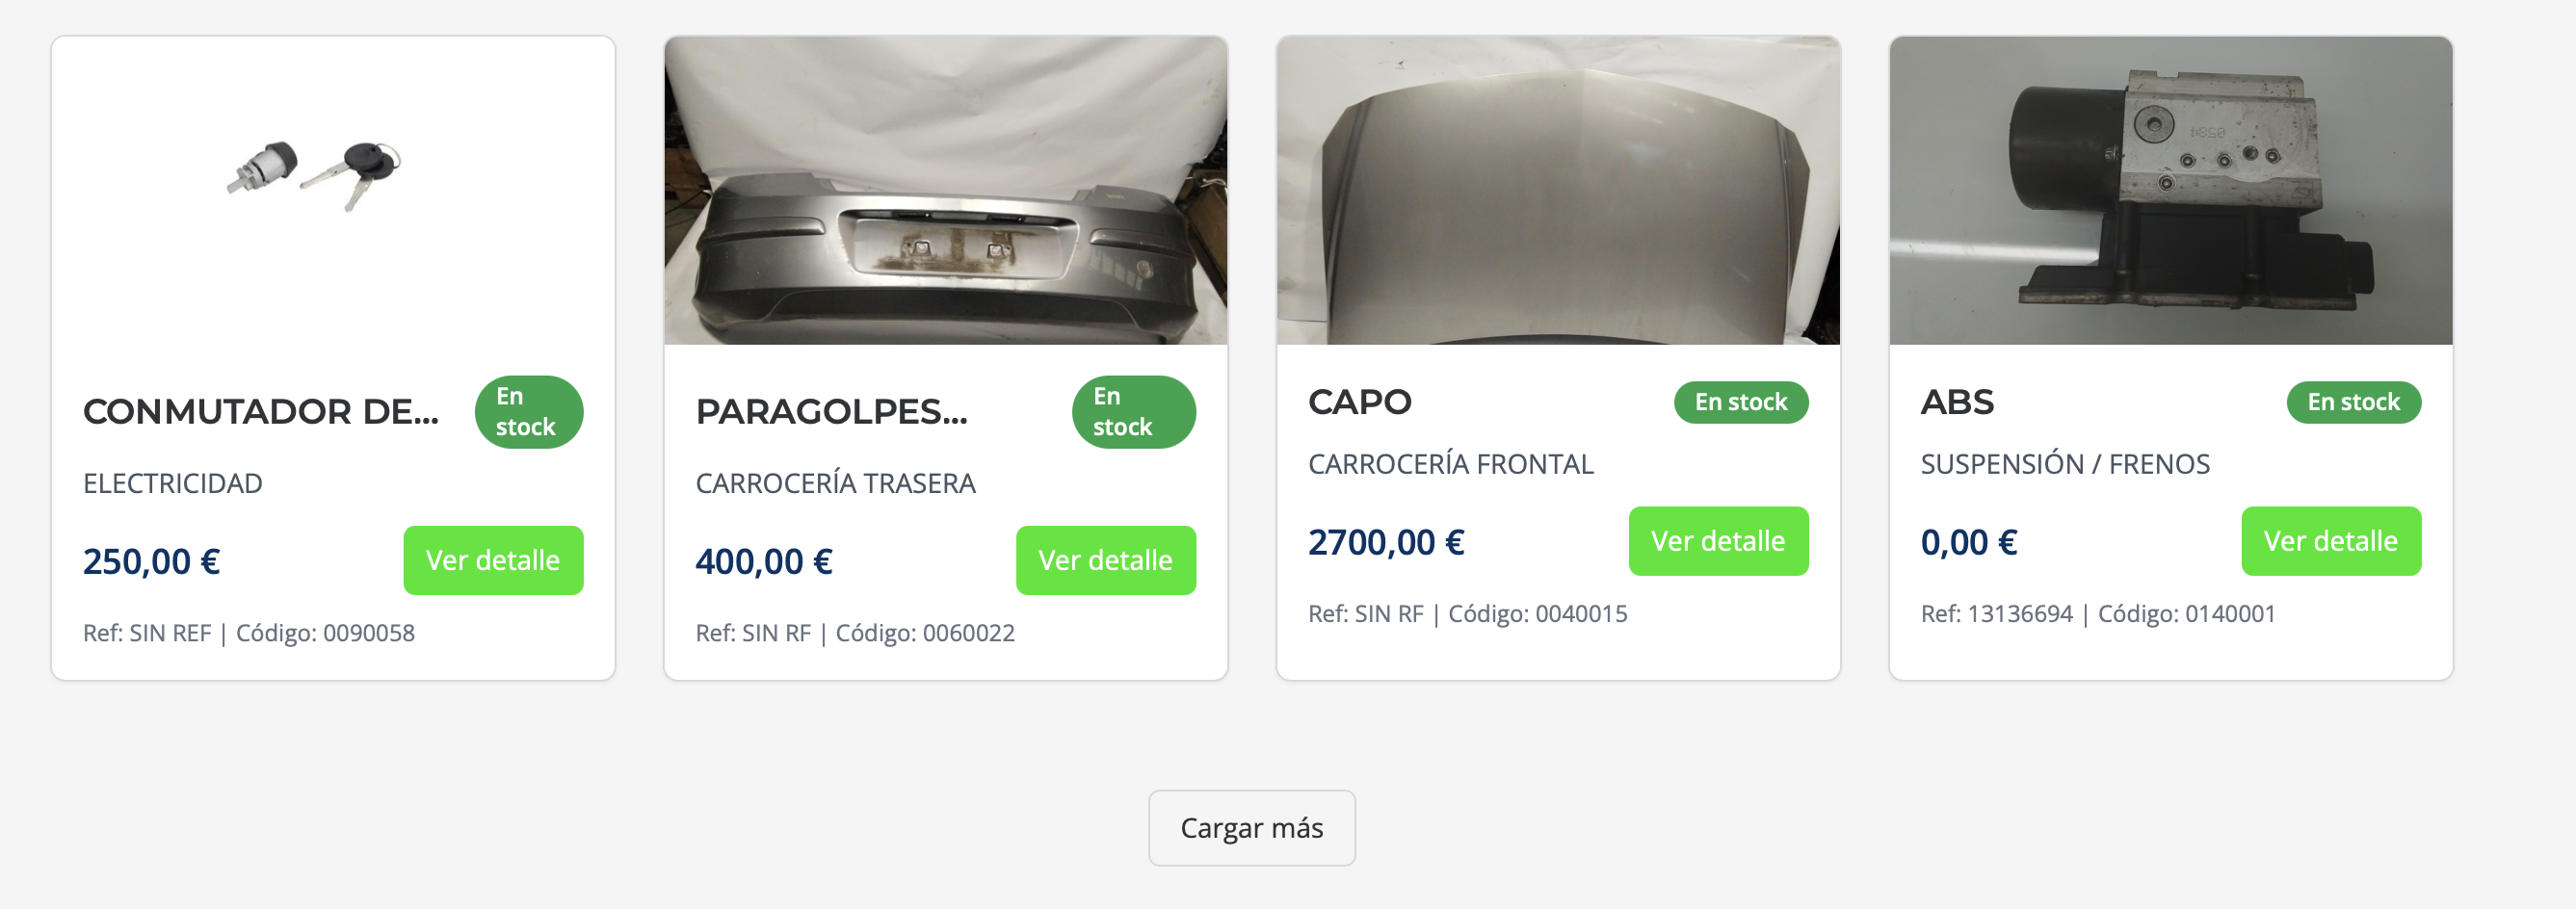 CONMUTADOR DE...
En
stock
ELECTRICIDAD
250,00 €
Ver detalle
Ref: SIN REF | Código: 0090058
PARAGOLPES...
En
stock
CARROCERÍA TRASERA
400,00 €
Ver detalle
Ref: SIN RF | Código: 0060022
CAPO
En stock
CARROCERÍA FRONTAL
2700,00 €
Ver detalle
Ref: SIN RF | Código: 0040015
0584
ABS
En stock
SUSPENSIÓN / FRENOS
0,00 €
Ver detalle
Ref: 13136694 | Código: 0140001
Cargar más